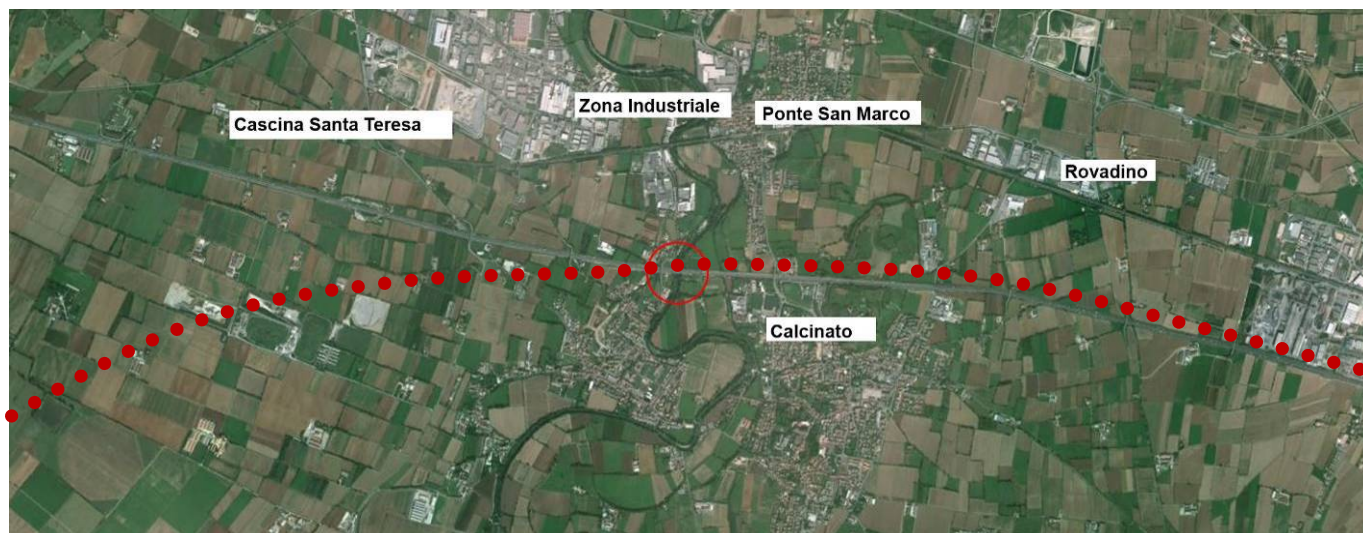 Zona Industriale
Ponte San Marco
Cascina Santa Teresa
Rovadino
Calcinato